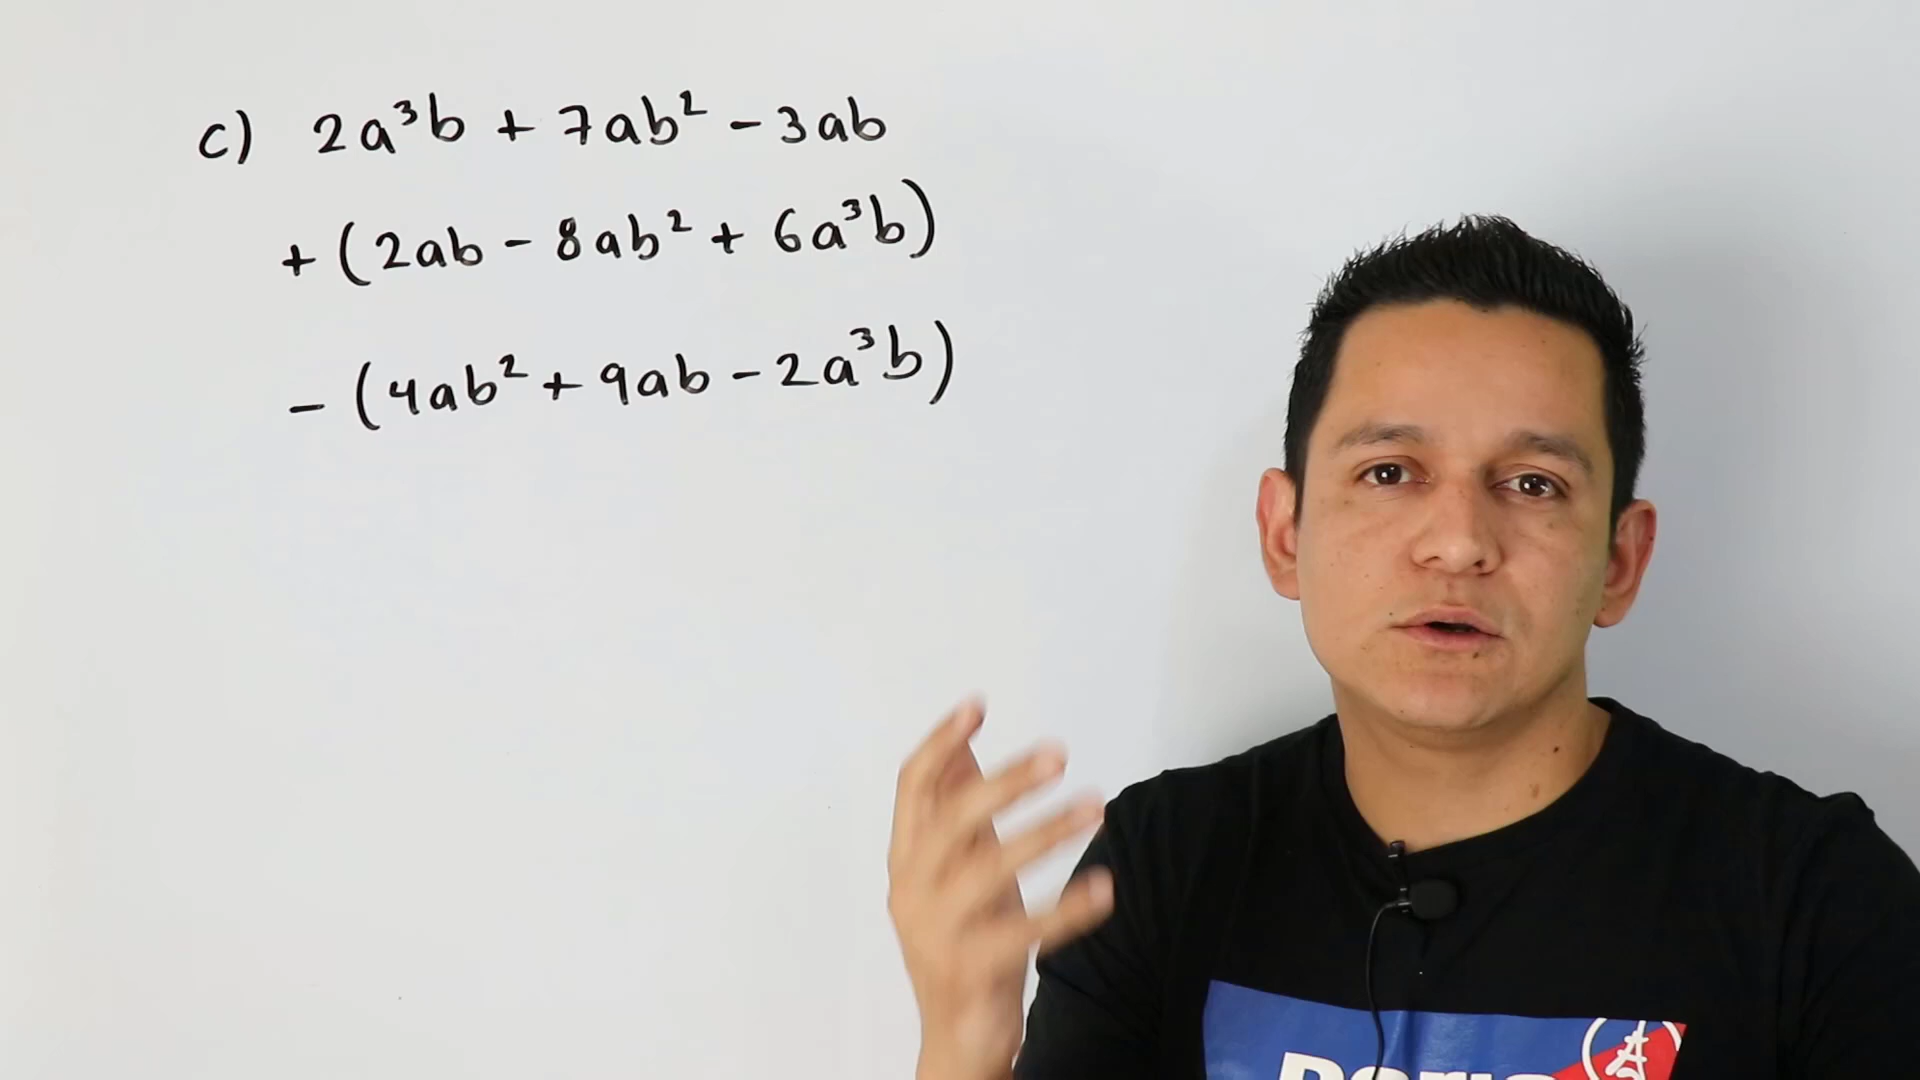 c) 2a³b + 7ab² - 3ab
+ (2ab - 8ab² + 6a³b)
- (4ab² + 9ab - 2a³b)